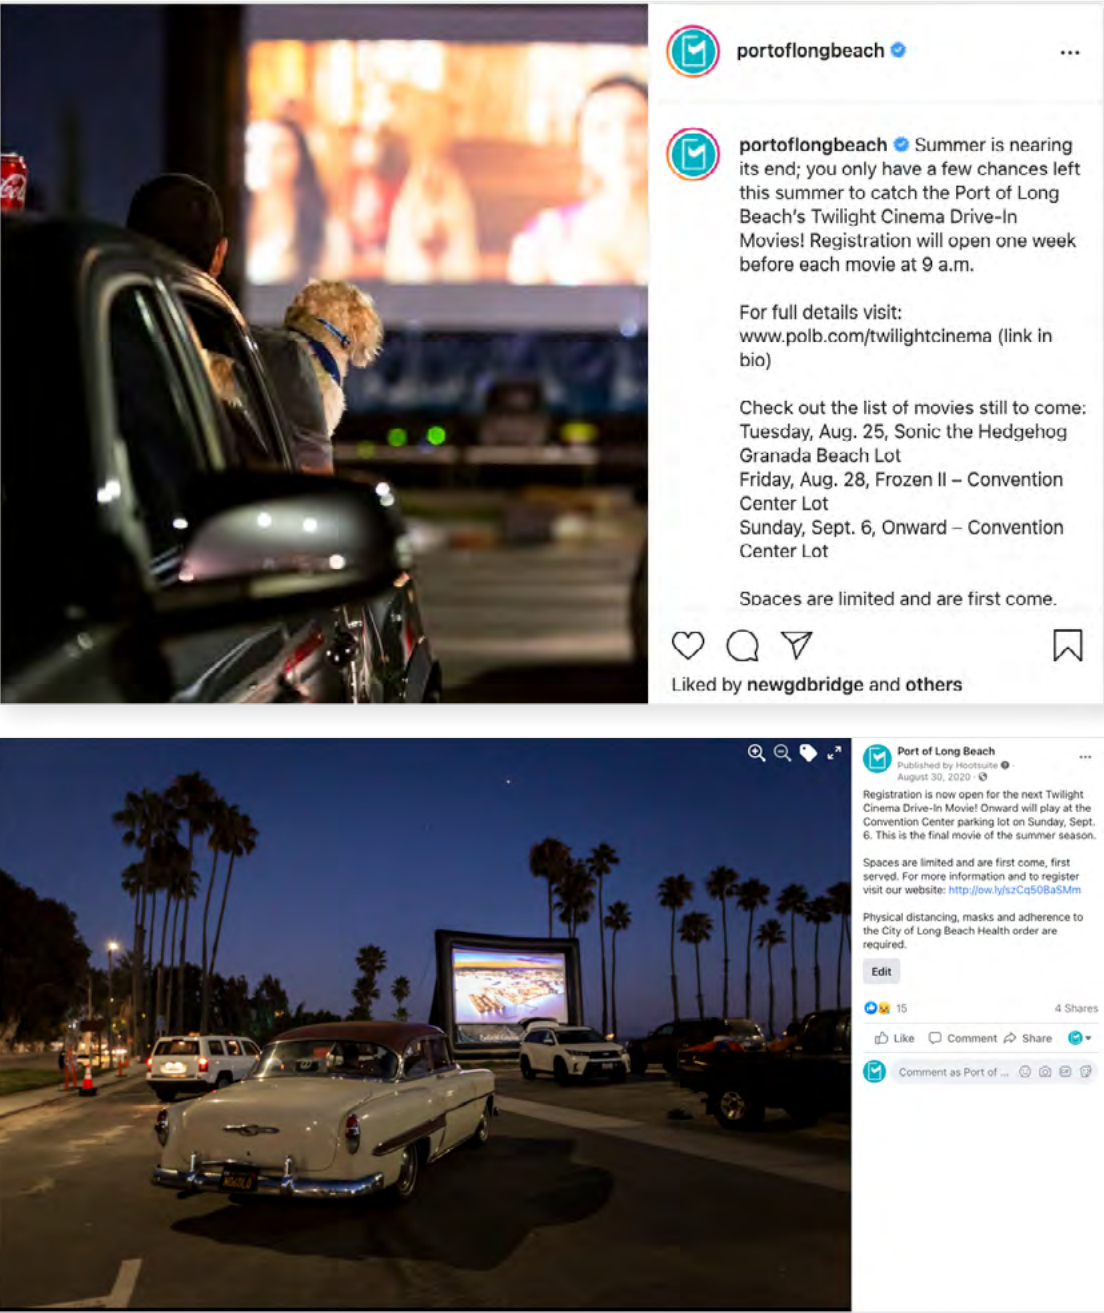 portoflongbeach
portoflongbeach Summer is nearing
its end; you only have a few chances left
this summer to catch the Port of Long
Beach's Twilight Cinema Drive-In
Movies! Registration will open one week
before each movie at 9 a.m.
For full details visit:
www.polb.com/twilightcinema (link in
bio)
Check out the list of movies still to come:
Tuesday, Aug. 25, Sonic the Hedgehog
Granada Beach Lot
Friday, Aug. 28, Frozen II – Convention
Center Lot
Sunday, Sept. 6, Onward – Convention
Center Lot
Spaces are limited and are first come.
Liked by newgdbridge and others
Port of Long Beach
Published by Hootsuite ·
August 30, 2020 ·
Registration is now open for the next Twilight
Cinema Drive-In Movie! Onward will play at the
Convention Center parking lot on Sunday, Sept.
6. This is the final movie of the summer season.
Spaces are limited and are first come, first
served. For more information and to register
visit our website: http://ow.ly/szCq50BaSMm
Physical distancing, masks and adherence to
the City of Long Beach Health order are
required.
Edit
15
4 Shares
Like Comment Share
Comment as Port of ...